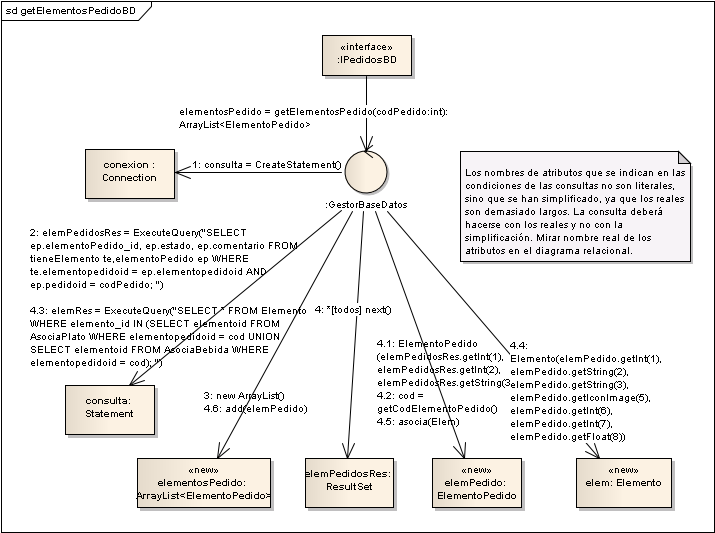 sd getElementosPedidoBD
«interface»
:IPedidosBD
elementosPedido = getElementosPedido(codPedido:int):
ArrayList<ElementoPedido>
conexion :
Connection
1: consulta = CreateStatement()
:GestorBaseDatos
Los nombres de atributos que se indican en las
condiciones de las consultas no son literales,
sino que se han simplificado, ya que los reales
son demasiado largos. La consulta deberá
hacerse con los reales y no con la
simplificación. Mirar nombre real de los
atributos en el diagrama relacional.
2: elemPedidosRes = ExecuteQuery("SELECT
ep.elementoPedido_id, ep.estado, ep.comentario FROM
tieneElemento te,elementoPedido ep WHERE
te.elementopedidoid = ep.elementopedidoid AND
ep.pedidoid = codPedido; ")
4.3: elemRes = ExecuteQuery("SELECT * FROM Elemento
WHERE elemento_id IN (SELECT elementoid FROM
AsociaPlato WHERE elementopedidoid = cod UNION
SELECT elementoid FROM AsociaBebida WHERE
elementopedidoid = cod); ")
4: *[todos] next()
4.1: ElementoPedido
(elemPedidosRes.getInt(1),
elemPedidosRes.getInt(2),
elemPedidosRes.getString(3
4.2: cod =
getCodElementoPedido()
4.5: asocia(Elem)
4.4:
Elemento(elemPedido.getInt(1),
elemPedido.getString(2),
elemPedido.getString(3),
elemPedido.getIconImage(5),
elemPedido.getInt(6),
elemPedido.getInt(7),
elemPedido.getFloat(8))
3: new ArrayList()
4.6: add(elemPedido)
consulta:
Statement
«new»
elementosPedido:
ArrayList<ElementoPedido>
elemPedidosRes:
ResultSet
«new»
elemPedido:
ElementoPedido
«new»
elem: Elemento